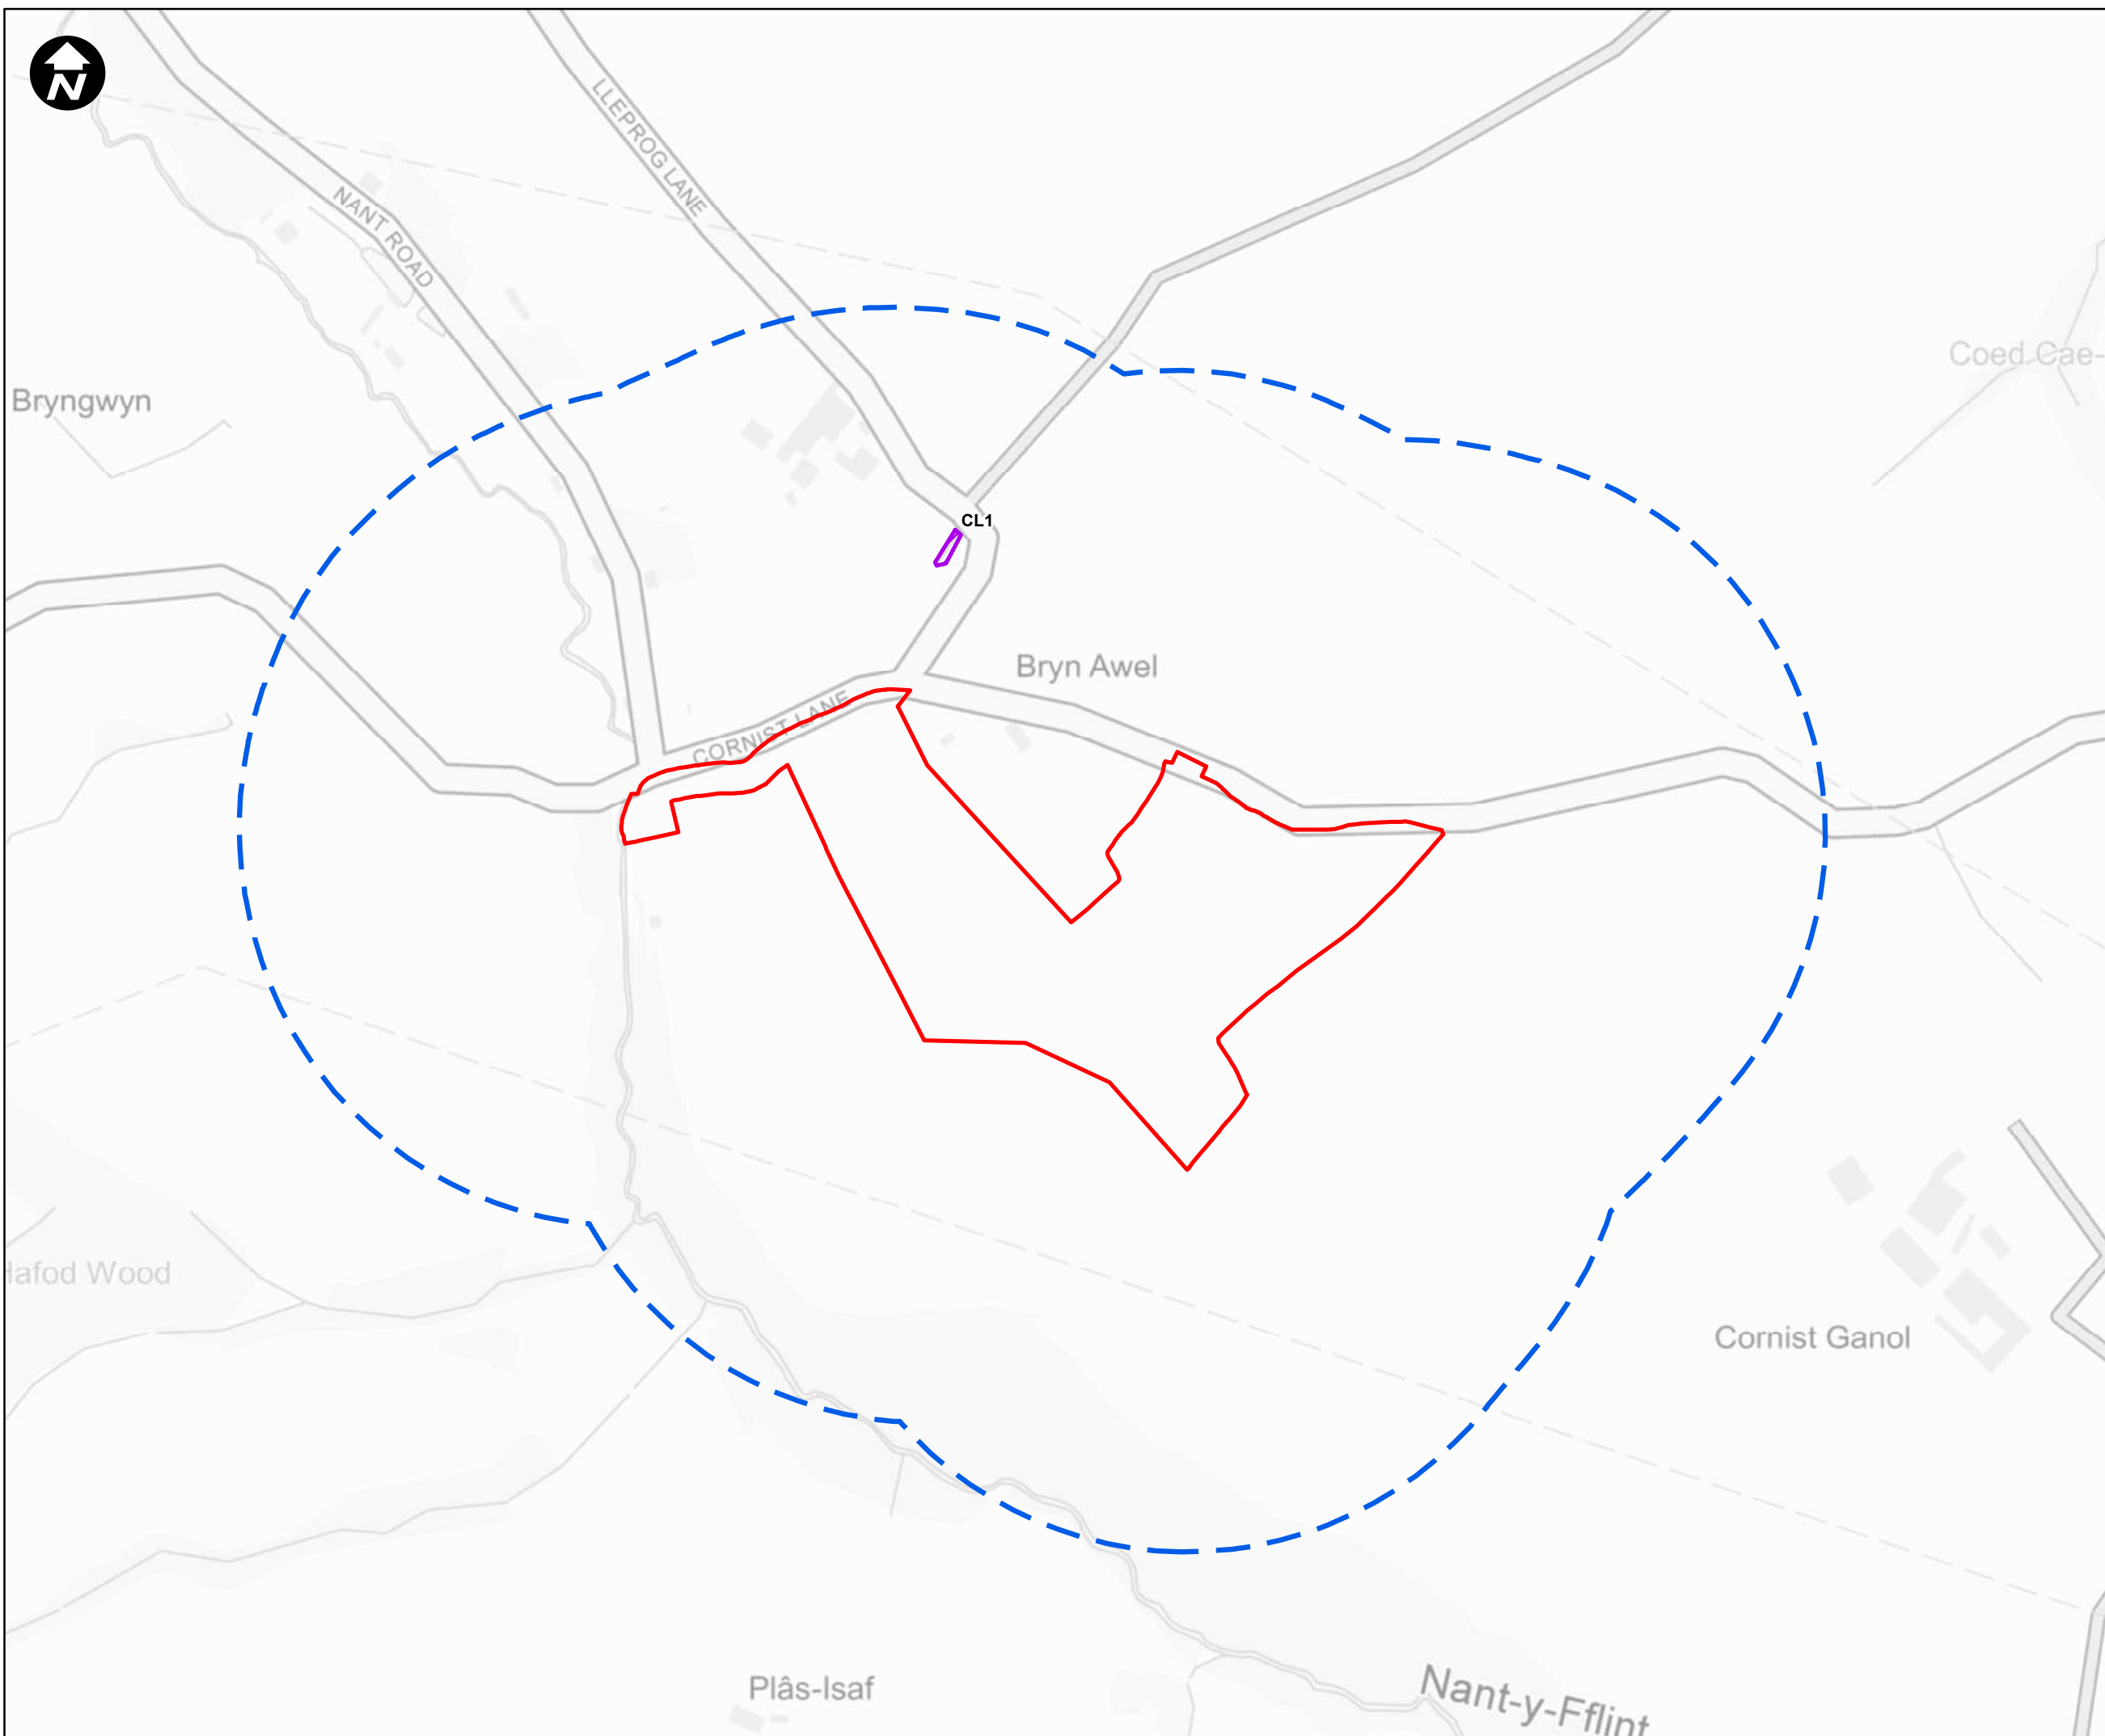 N
LLEPROG LANE
NANT ROAD
Coed Cae-
Bryngwyn
CL1
Bryn Awel
CORNIST LANE
Hafod Wood
Cornist Ganol
Plâs-Isaf
Nant-y-Fflint